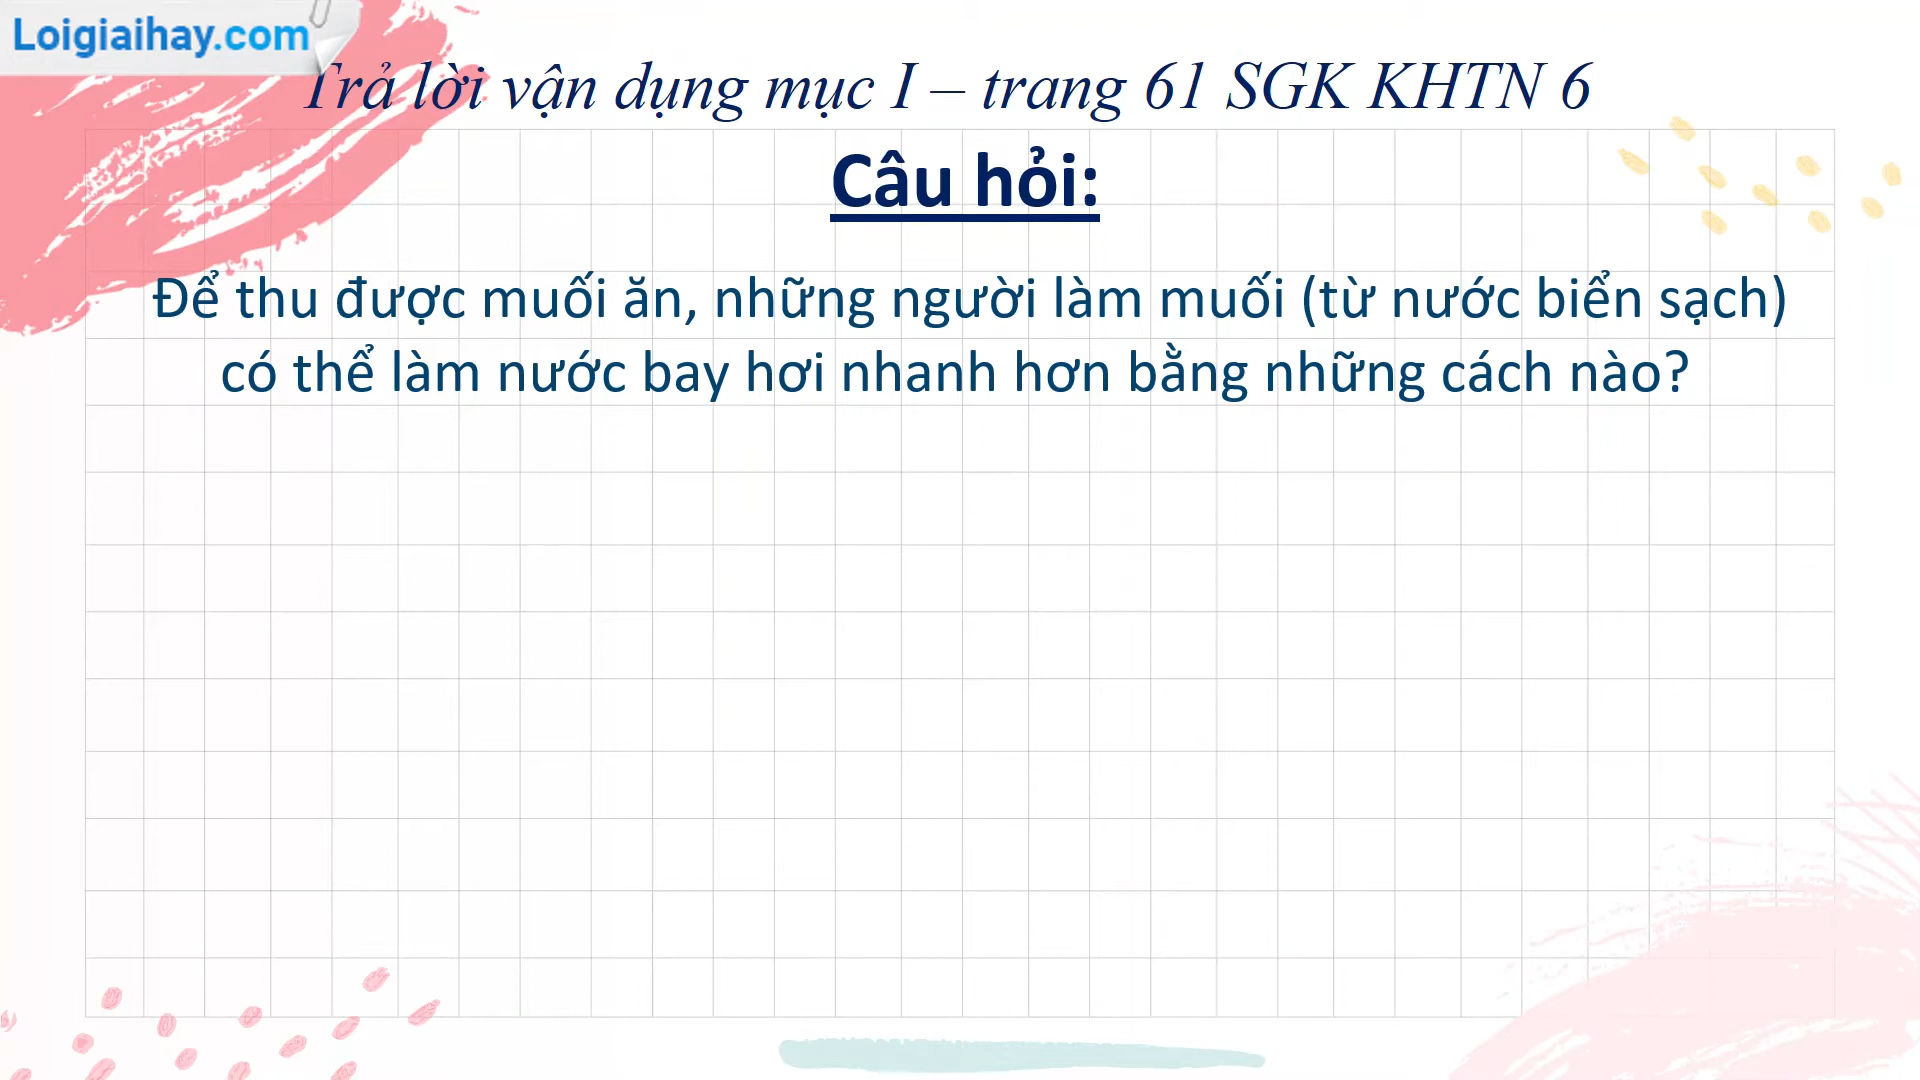 Loigiaihay.com
Trả lời vận dụng mục I – trang 61 SGK KHTN 6
Câu hỏi:
Để thu được muối ăn, những người làm muối (từ nước biển sạch)
có thể làm nước bay hơi nhanh hơn bằng những cách nào?